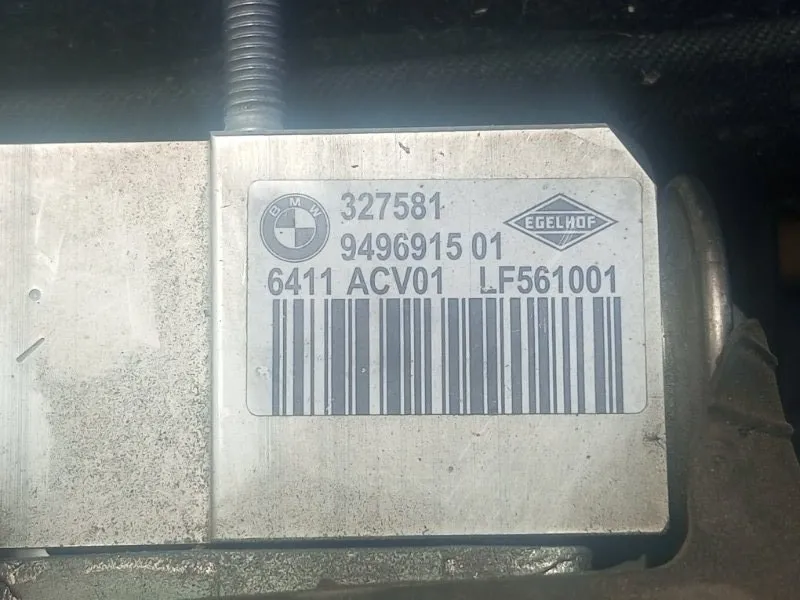 BMW
327581
EGELHOF
9496915 01
6411 ACV01 LF561001